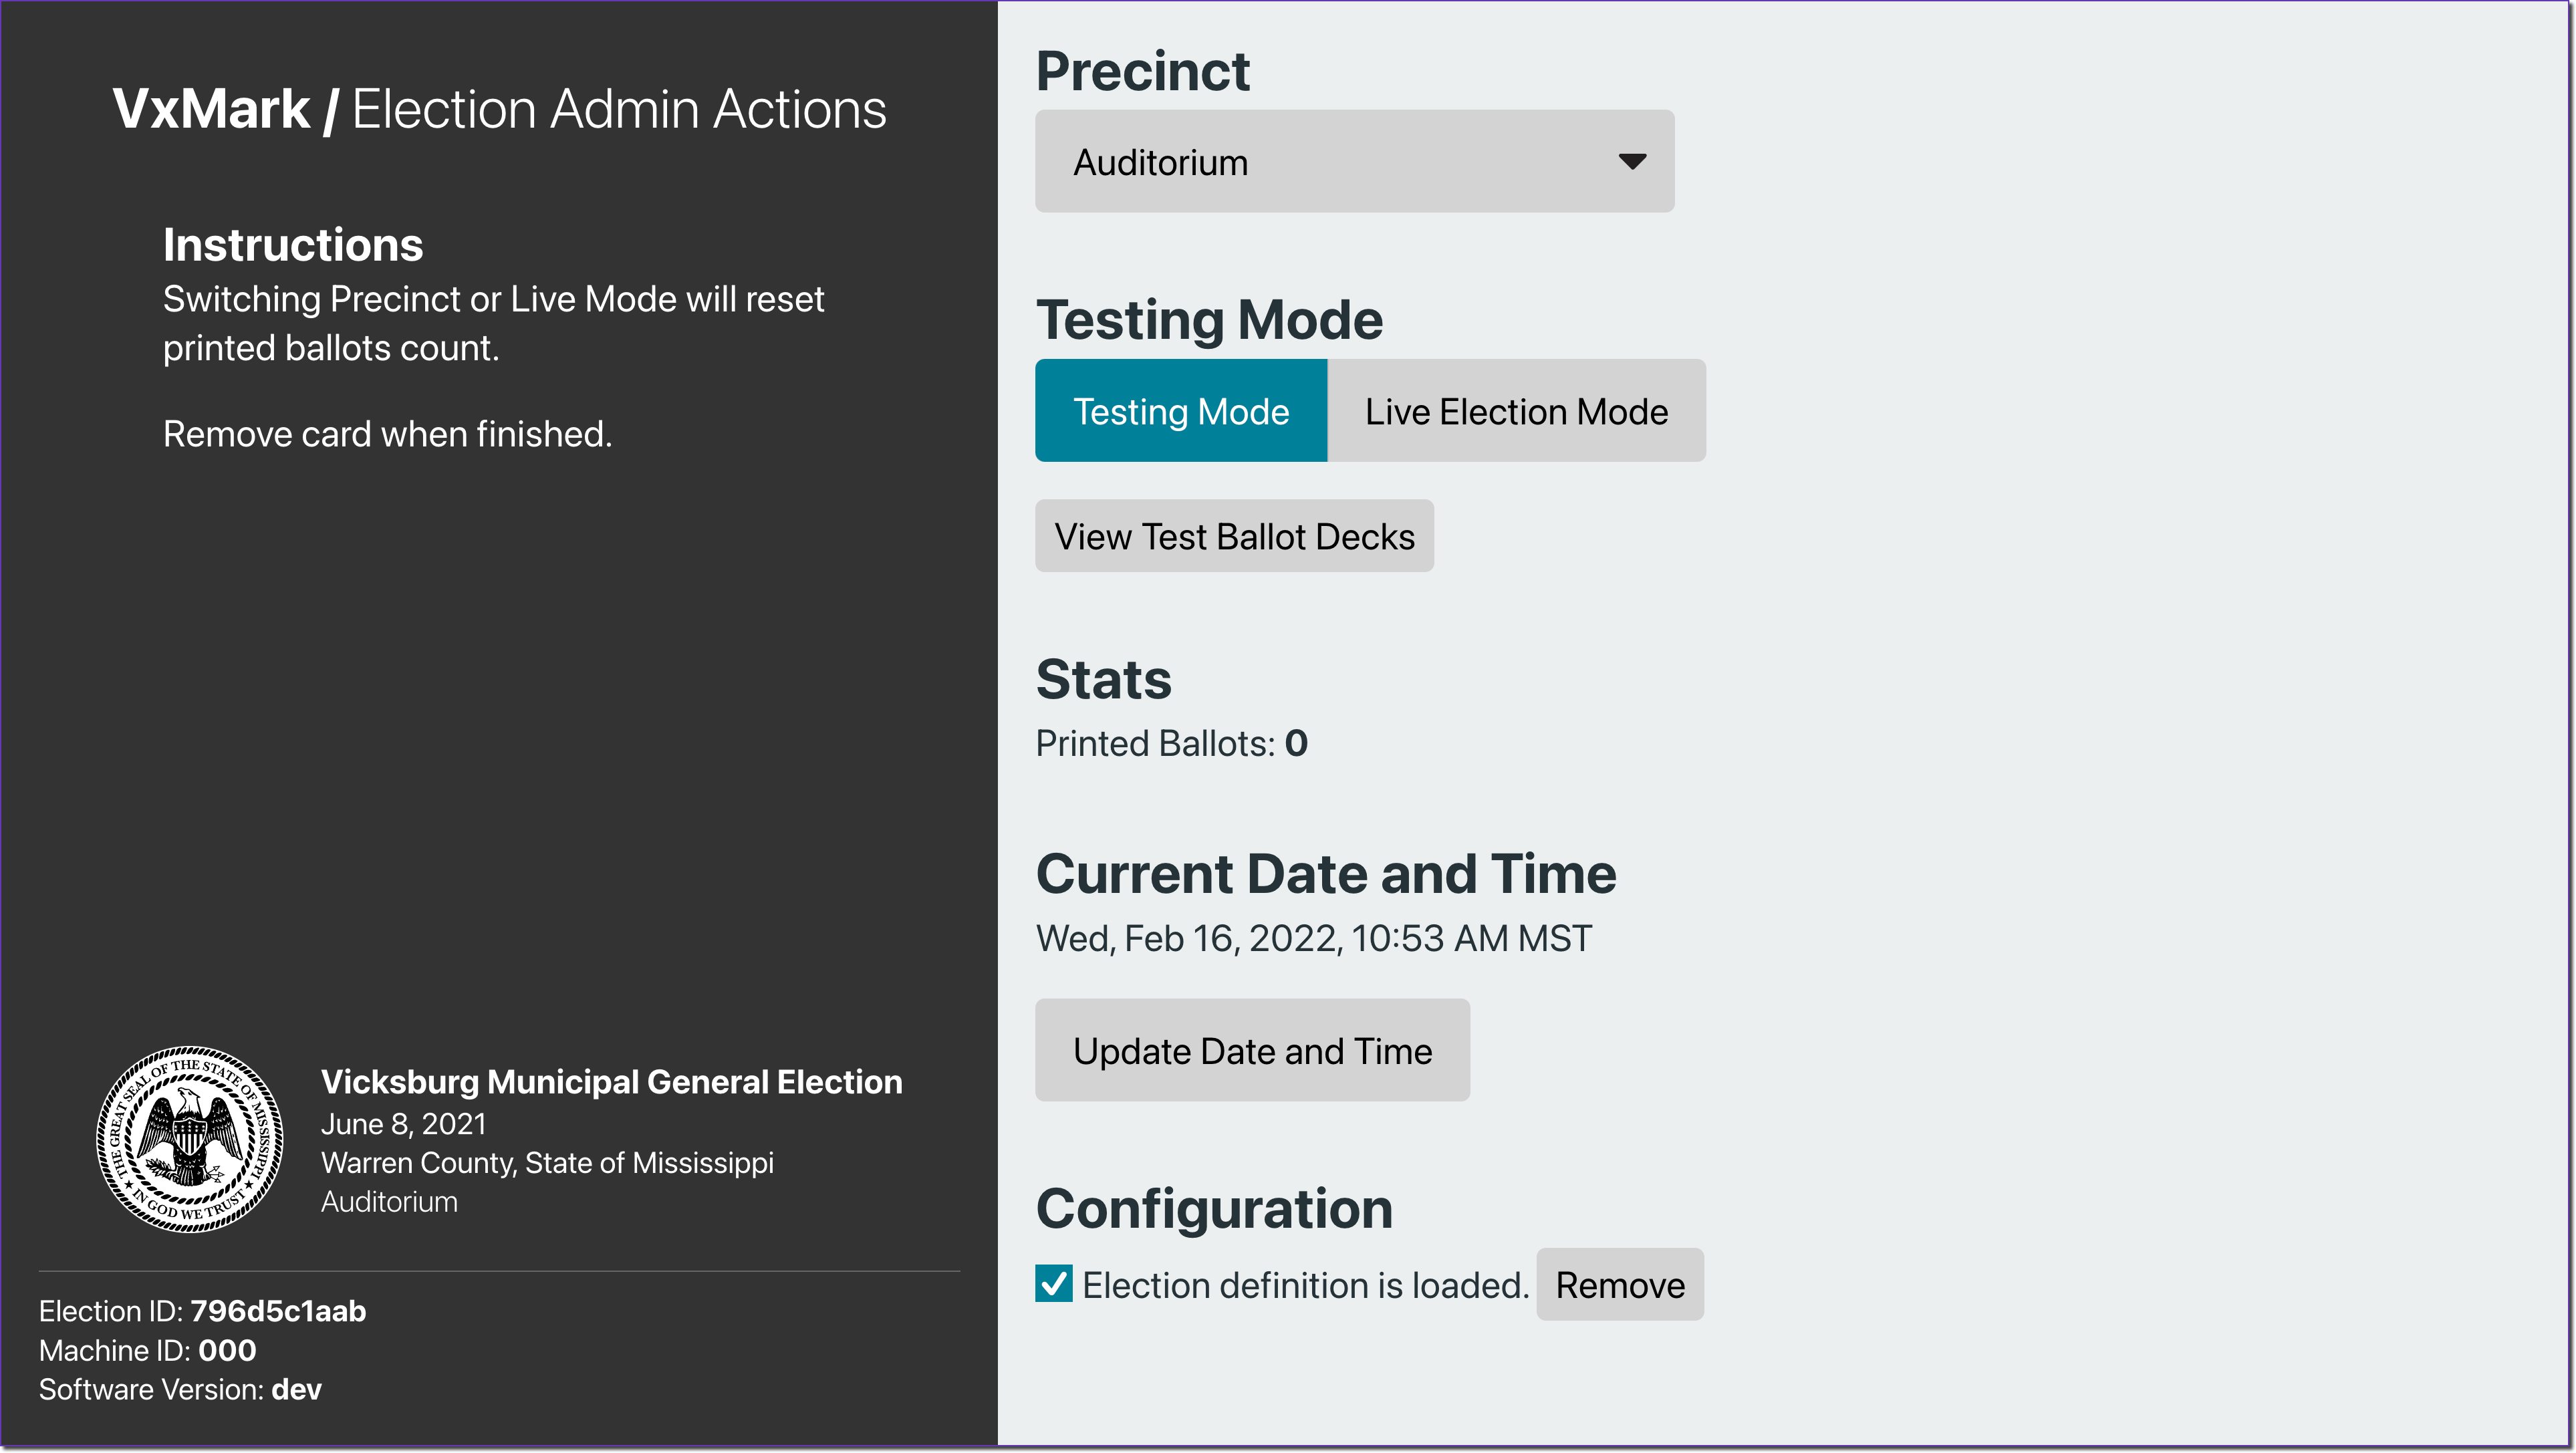 VxMark / Election Admin Actions
Instructions
Switching Precinct or Live Mode will reset
printed ballots count.
Remove card when finished.
THE GREAT SEAL OF THE STATE OF MISSISSIPPI
★ IN GOD WE TRUST ★
Vicksburg Municipal General Election
June 8, 2021
Warren County, State of Mississippi
Auditorium
Election ID: 796d5c1aab
Machine ID: 000
Software Version: dev
Precinct
Auditorium
Testing Mode
Testing Mode Live Election Mode
View Test Ballot Decks
Stats
Printed Ballots: 0
Current Date and Time
Wed, Feb 16, 2022, 10:53 AM MST
Update Date and Time
Configuration
Election definition is loaded. Remove